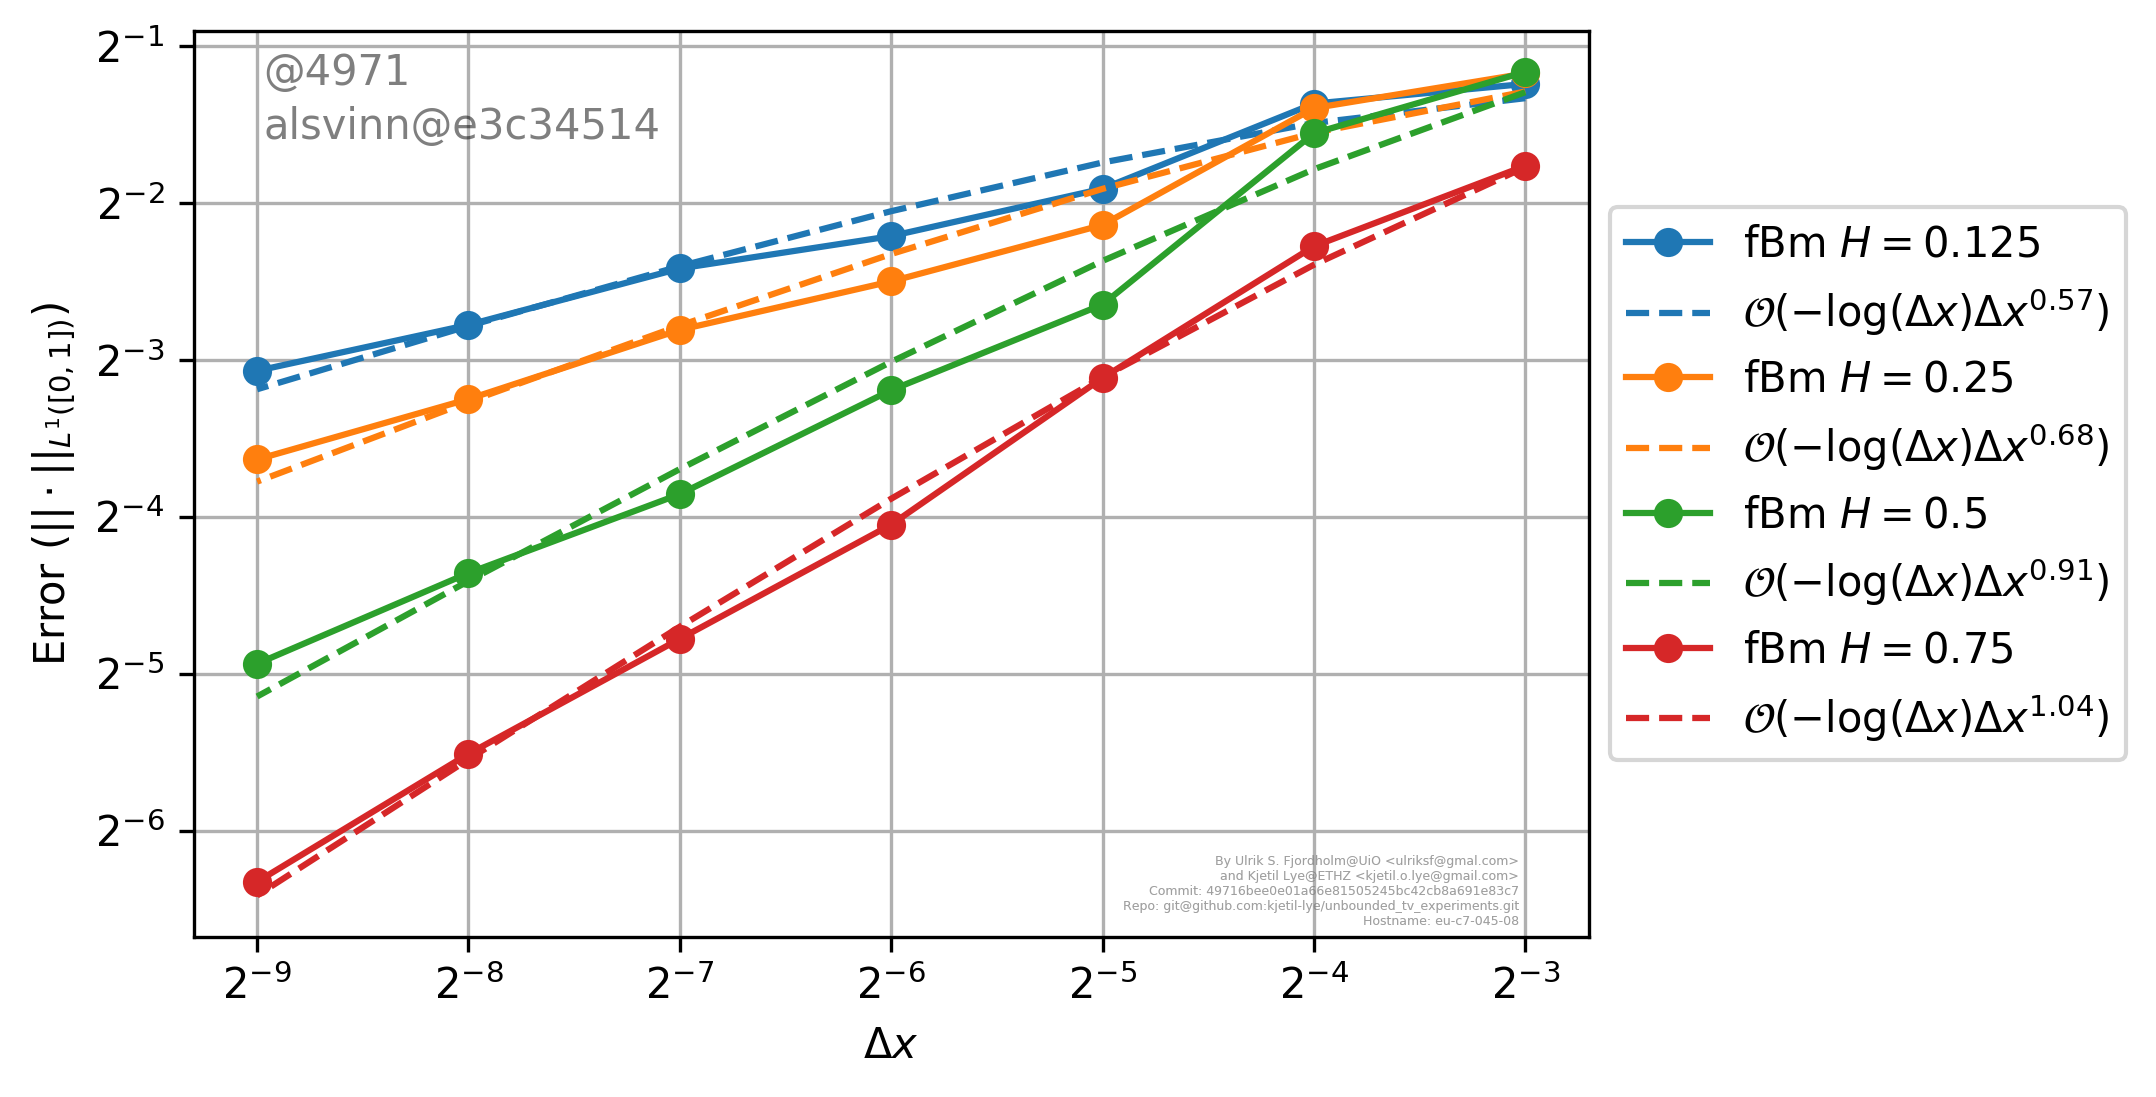 @4971
alsvinn@e3c34514
2⁻¹
2⁻²
2⁻³
2⁻⁴
2⁻⁵
2⁻⁶
Error (||·||_{L¹([0,1])})
By Ulrik S. Fjordholm@UiO <ulriksf@gmal.com>
and Kjetil Lye@ETHZ <kjetil.o.lye@gmail.com>
Commit: 49716bee0e01a66e81505245bc42cb8a691e83c7
Repo: git@github.com:kjetil-lye/unbounded_tv_experiments.git
Hostname: eu-c7-045-08
2⁻⁹ 2⁻⁸ 2⁻⁷ 2⁻⁶ 2⁻⁵ 2⁻⁴ 2⁻³
Δx
fBm H = 0.125
𝒪(−log(Δx)Δx^{0.57})
fBm H = 0.25
𝒪(−log(Δx)Δx^{0.68})
fBm H = 0.5
𝒪(−log(Δx)Δx^{0.91})
fBm H = 0.75
𝒪(−log(Δx)Δx^{1.04})